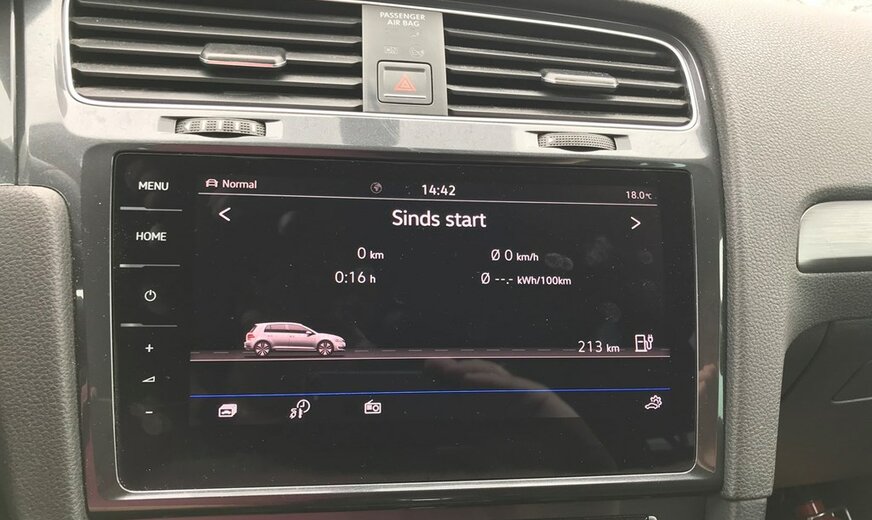 PASSENGER
AIR BAG
MENU
HOME
Normal
14:42
18.0°C
<
Sinds start
>
0 km
Ø 0 km/h
0:16 h
Ø --.- kWh/100km
213 km
+
−